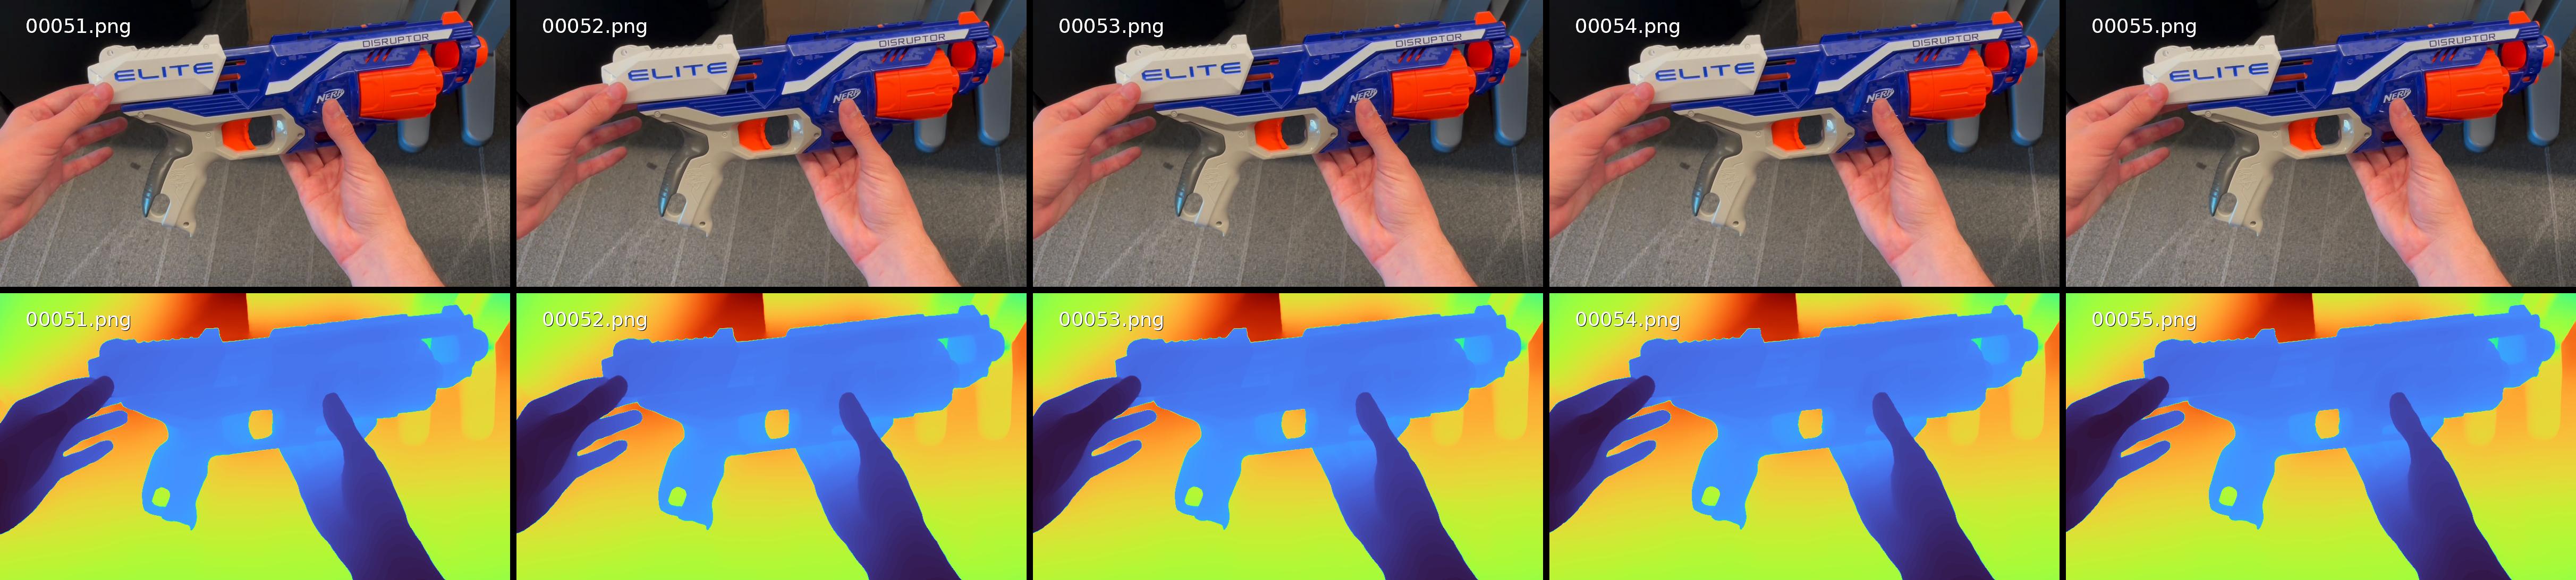 00051.png
DISRUPTOR
ELITE
NERF
00052.png
DISRUPTOR
ELITE
NERF
00053.png
DISRUPTOR
ELITE
NERF
00054.png
DISRUPTOR
ELITE
NERF
00055.png
DISRUPTOR
ELITE
NERF
00051.png
00052.png
00053.png
00054.png
00055.png